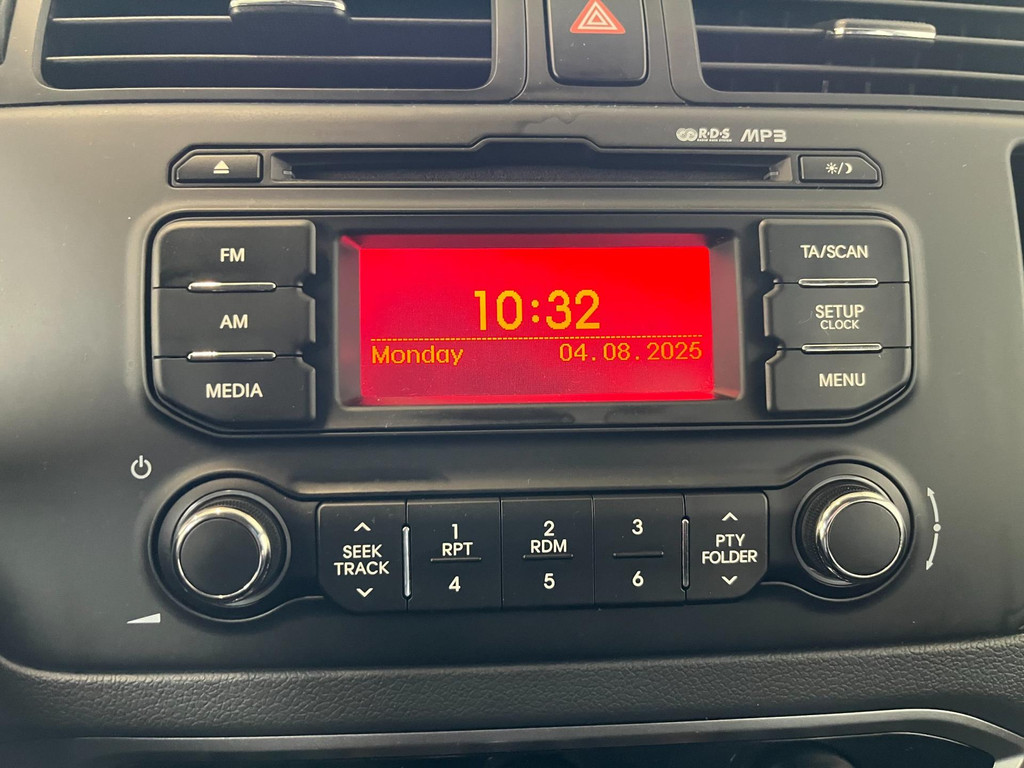 R·D·S MP3
FM
AM
MEDIA
10:32
Monday 04.08.2025
TA/SCAN
SETUP
CLOCK
MENU
SEEK
TRACK
1
RPT
4
2
RDM
5
3
6
PTY
FOLDER